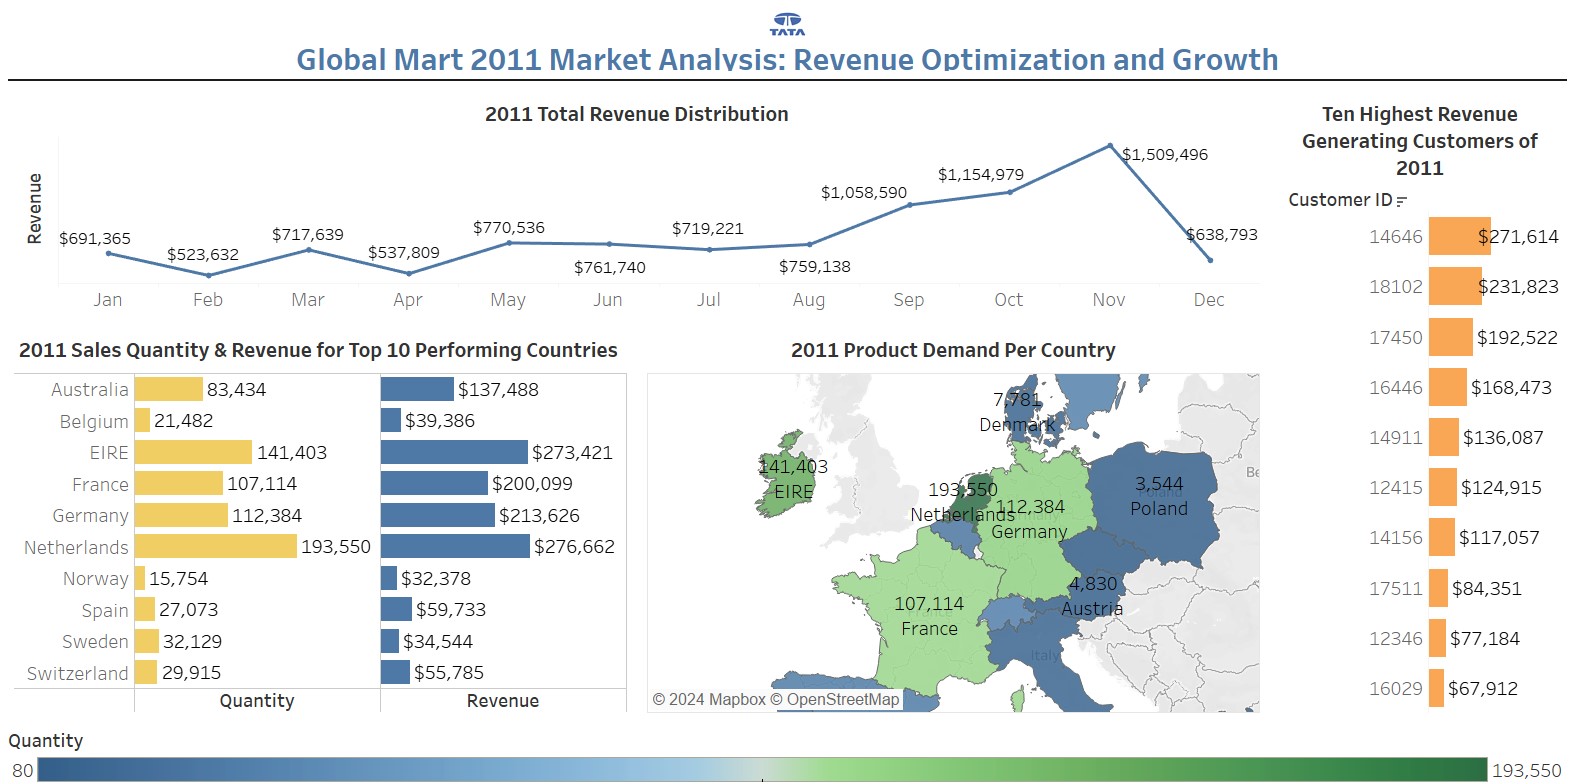 TATA
Global Mart 2011 Market Analysis: Revenue Optimization and Growth
2011 Total Revenue Distribution
Revenue
$691,365
$523,632
$717,639
$537,809
$770,536
$761,740
$719,221
$759,138
$1,058,590
$1,154,979
$1,509,496
$638,793
Jan Feb Mar Apr May Jun Jul Aug Sep Oct Nov Dec
Ten Highest Revenue
Generating Customers of
2011
Customer ID
14646 $271,614
18102 $231,823
17450 $192,522
16446 $168,473
14911 $136,087
12415 $124,915
14156 $117,057
17511 $84,351
12346 $77,184
16029 $67,912
2011 Sales Quantity & Revenue for Top 10 Performing Countries
Australia 83,434 $137,488
Belgium 21,482 $39,386
EIRE 141,403 $273,421
France 107,114 $200,099
Germany 112,384 $213,626
Netherlands 193,550 $276,662
Norway 15,754 $32,378
Spain 27,073 $59,733
Sweden 32,129 $34,544
Switzerland 29,915 $55,785
Quantity Revenue
2011 Product Demand Per Country
7,781
Denmark
141,403
EIRE
193,550
Netherlands
112,384
Germany
3,544
Poland
Poland
4,830
Austria
107,114
France
Italy
Be
© 2024 Mapbox © OpenStreetMap
Quantity
80 193,550